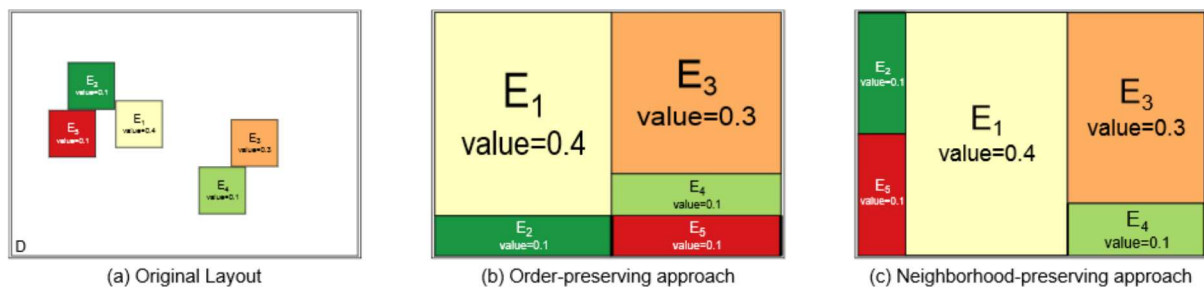 E2
value=0.1
E5
value=0.1
E1
value=0.4
E3
value=0.3
E4
value=0.1
D
(a) Original Layout
E1
value=0.4
E3
value=0.3
E4
value=0.1
E2
value=0.1
E5
value=0.1
(b) Order-preserving approach
E2
value=0.1
E5
value=0.1
E1
value=0.4
E3
value=0.3
E4
value=0.1
(c) Neighborhood-preserving approach